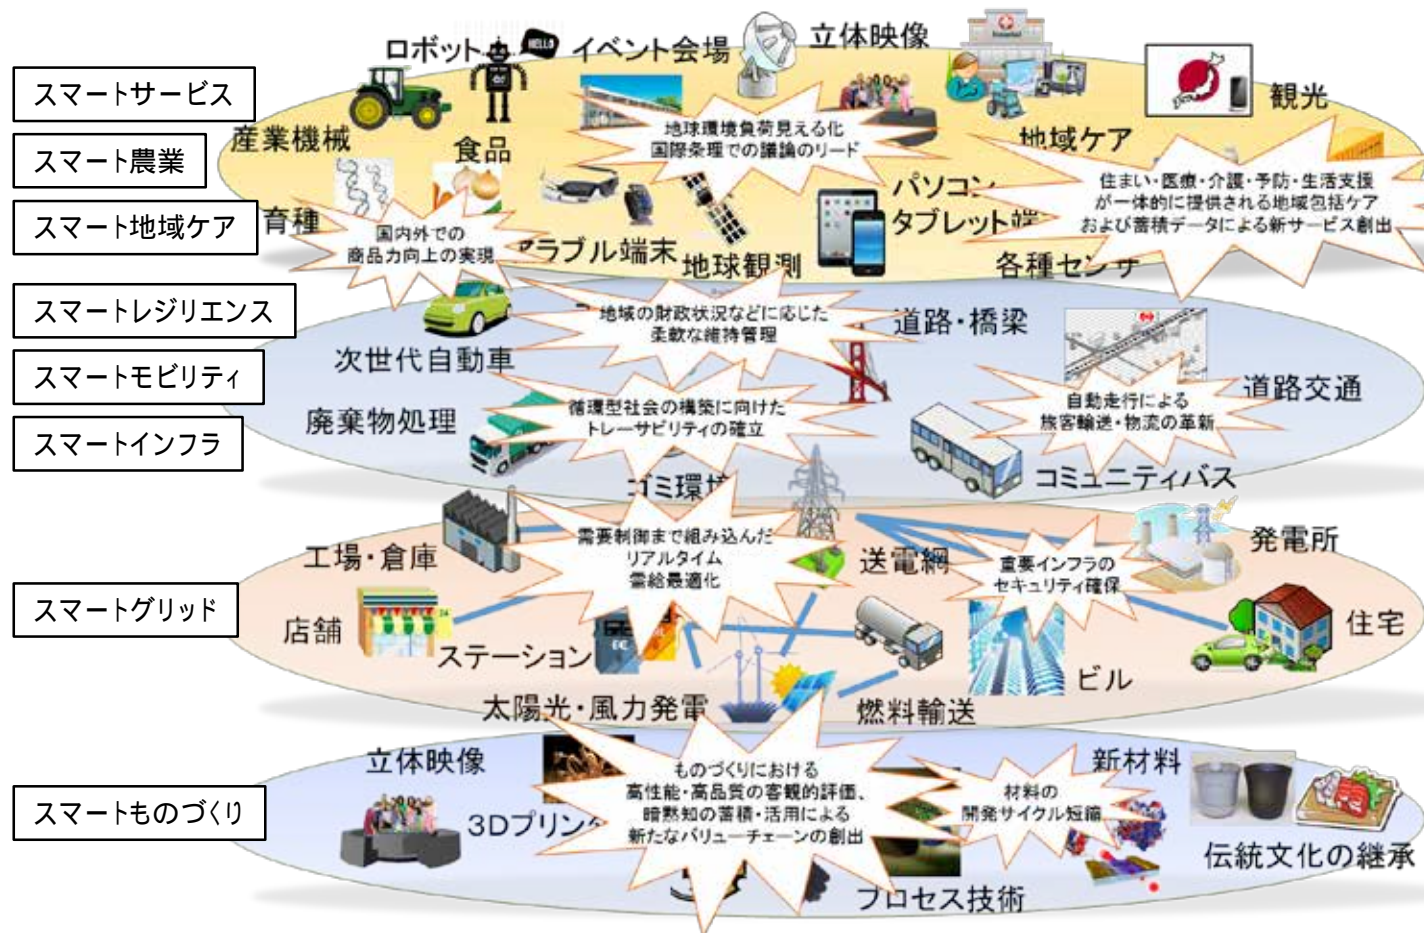 ロボット
HELLO
イベント会場
立体映像
Hospital
スマートサービス
観光
産業機械
食品
地球環境負荷見える化
国際条理での議論のリード
地域ケア
スマート農業
住まい・医療・介護・予防・生活支援
が一体的に提供される地域包括ケア
および蓄積データによる新サービス創出
パソコン
タブレット端
スマート地域ケア
育種
国内外での
商品力向上の実現
ラブル端末
地球観測
各種センサ
スマートレジリエンス
地域の財政状況などに応じた
柔軟な維持管理
道路・橋梁
次世代自動車
スマートモビリティ
道路交通
自動走行による
旅客輸送・物流の革新
廃棄物処理
循環型社会の構築に向けた
トレーサビリティの確立
スマートインフラ
ゴミ環境
コミュニティバス
工場・倉庫
需要制御まで組み込んだ
リアルタイム
需給最適化
送電網
重要インフラの
セキュリティ確保
発電所
スマートグリッド
店舗
ステーション
住宅
太陽光・風力発電
燃料輸送
ビル
立体映像
ものづくりにおける
高性能・高品質の客観的評価、
暗黙知の蓄積・活用による
新たなバリューチェーンの創出
材料の
開発サイクル短縮
新材料
スマートものづくり
3Dプリンタ
伝統文化の継承
プロセス技術